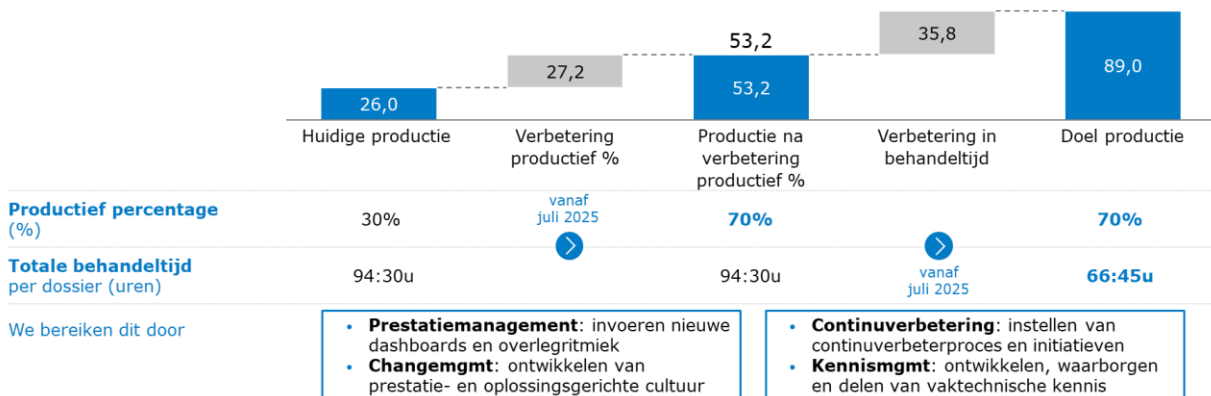 53,2
35,8
27,2
89,0
26,0
53,2
Huidige productie
Verbetering
productief %
Productie na
verbetering
productief %
Verbetering in
behandeltijd
Doel productie
Productief percentage
(%)
30%
vanaf
juli 2025
70%
70%
Totale behandeltijd
per dossier (uren)
94:30u
94:30u
vanaf
juli 2025
66:45u
We bereiken dit door
• Prestatiemanagement: invoeren nieuwe
dashboards en overlegritmiek
• Changemgmt: ontwikkelen van
prestatie- en oplossingsgerichte cultuur
• Continuverbetering: instellen van
continuverbeterproces en initiatieven
• Kennismgmt: ontwikkelen, waarborgen
en delen van vaktechnische kennis